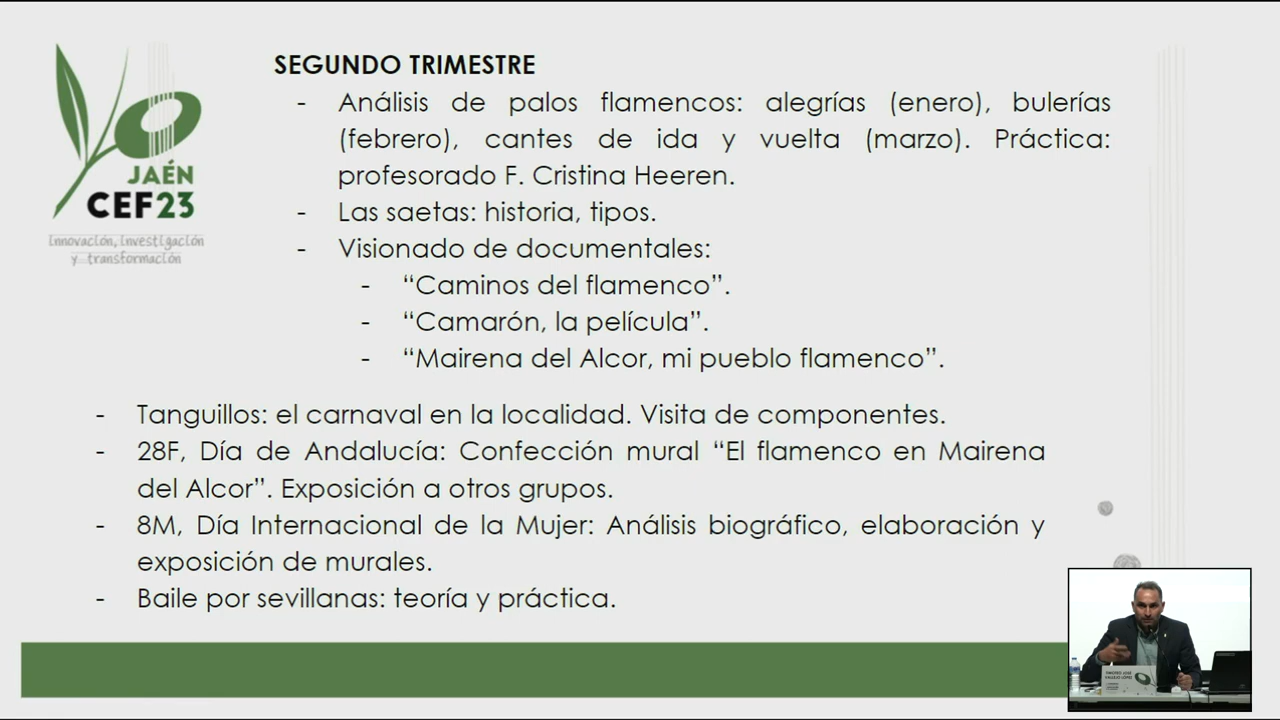 SEGUNDO TRIMESTRE
- Análisis de palos flamencos: alegrías (enero), bulerías
(febrero), cantes de ida y vuelta (marzo). Práctica:
profesorado F. Cristina Heeren.
- Las saetas: historia, tipos.
- Visionado de documentales:
- “Caminos del flamenco”.
- “Camarón, la película”.
- “Mairena del Alcor, mi pueblo flamenco”.
JAÉN
CEF23
Innovación, investigación
y transformación
- Tanguillos: el carnaval en la localidad. Visita de componentes.
- 28F, Día de Andalucía: Confección mural “El flamenco en Mairena
del Alcor”. Exposición a otros grupos.
- 8M, Día Internacional de la Mujer: Análisis biográfico, elaboración y
exposición de murales.
- Baile por sevillanas: teoría y práctica.